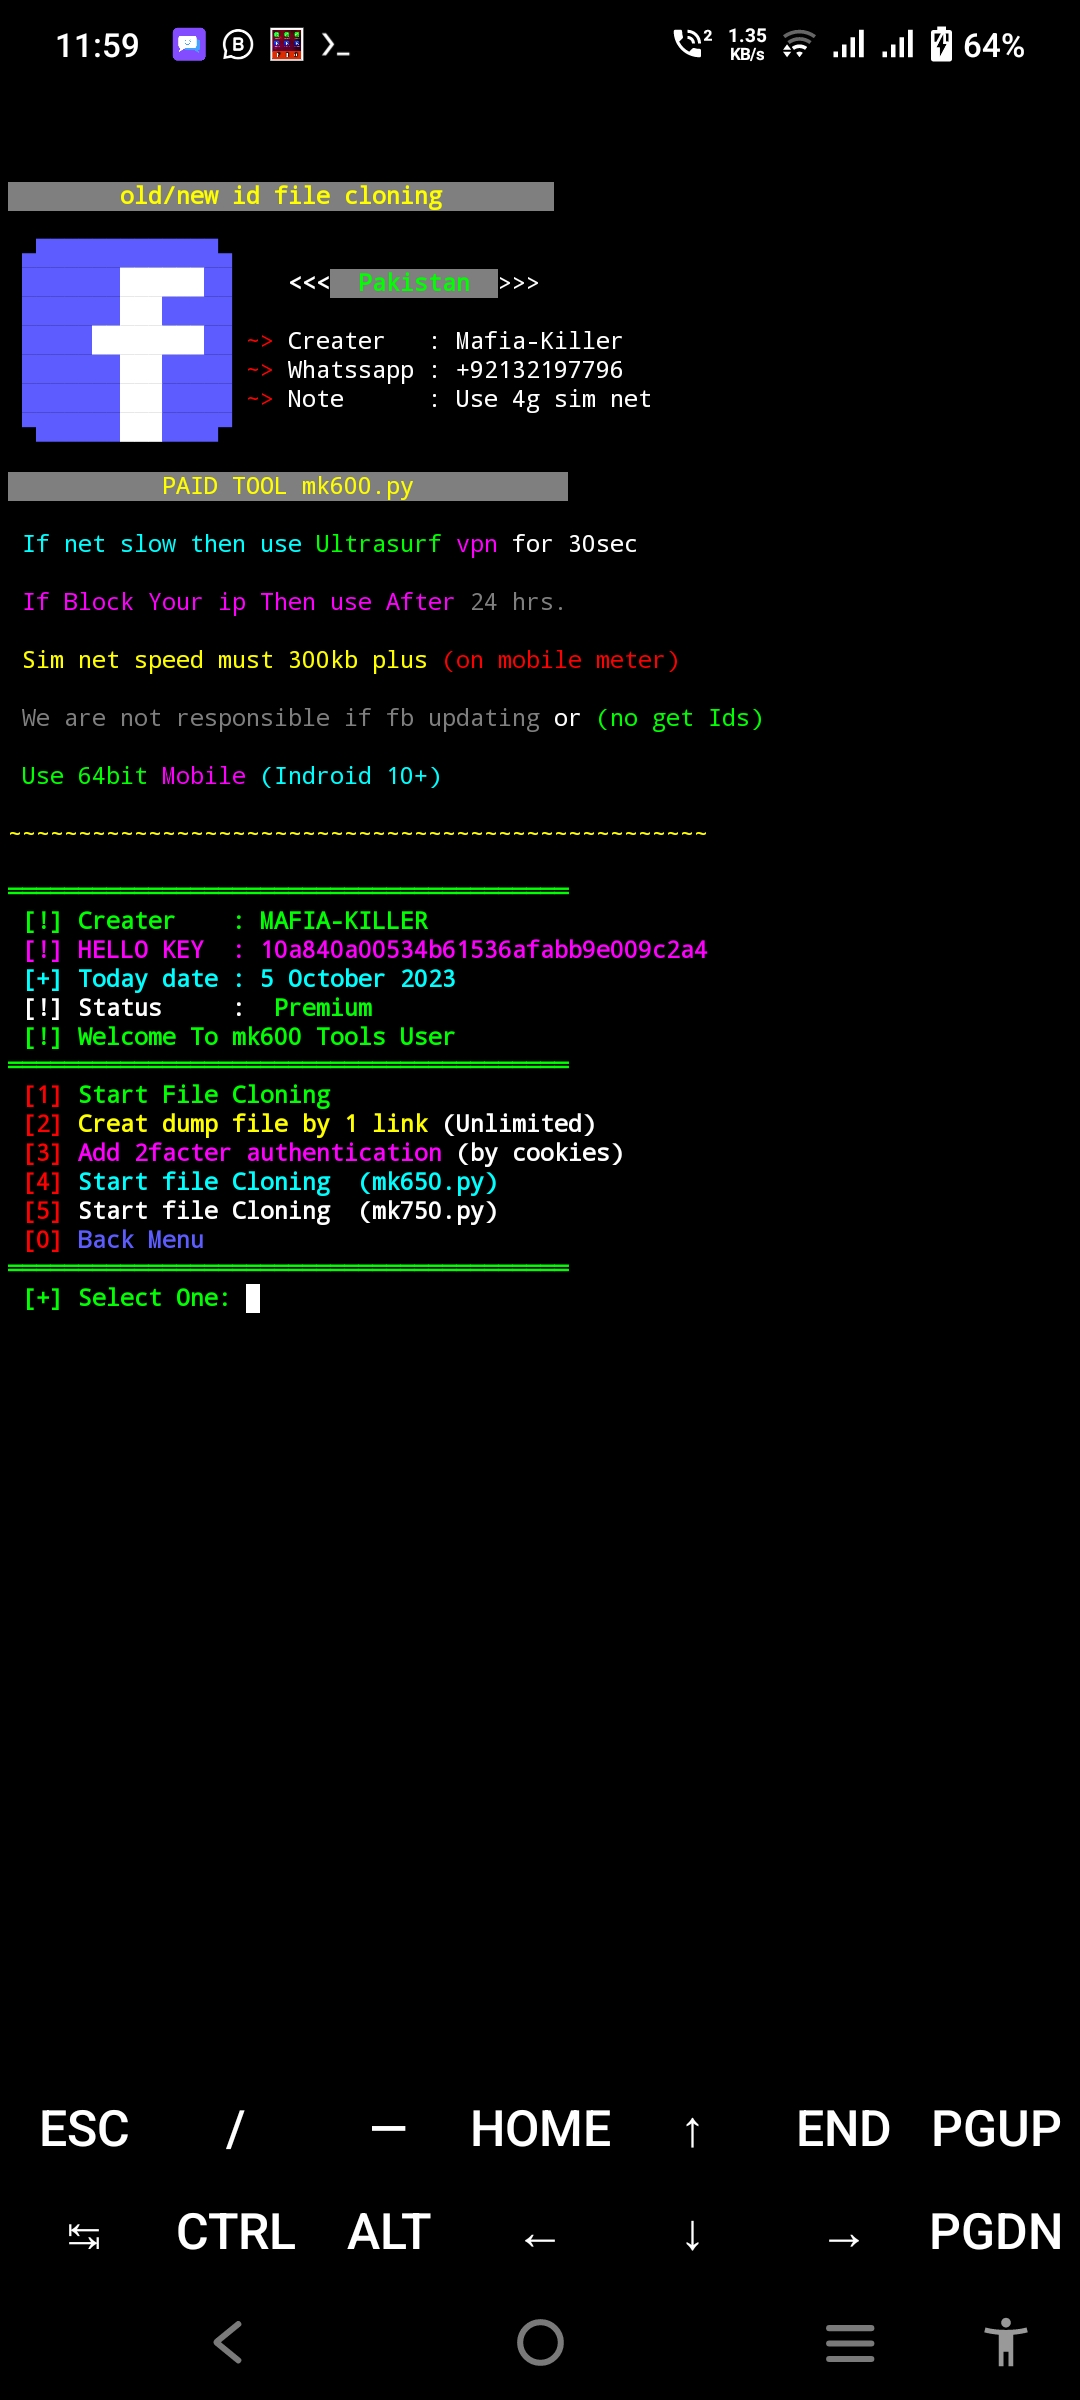 11:59 B >_ 2 1.35 KB/s 64%
old/new id file cloning
<<< Pakistan >>>
~> Creater : Mafia-Killer
~> Whatssapp : +92132197796
~> Note : Use 4g sim net
PAID TOOL mk600.py
If net slow then use Ultrasurf vpn for 30sec
If Block Your ip Then use After 24 hrs.
Sim net speed must 300kb plus (on mobile meter)
We are not responsible if fb updating or (no get Ids)
Use 64bit Mobile (Indroid 10+)
~~~~~~~~~~~~~~~~~~~~~~~~~~~~~~~~~~~~~~~~~~~~~~~~~~
[!] Creater : MAFIA-KILLER
[!] HELLO KEY : 10a840a00534b61536afabb9e009c2a4
[+] Today date : 5 October 2023
[!] Status : Premium
[!] Welcome To mk600 Tools User
[1] Start File Cloning
[2] Creat dump file by 1 link (Unlimited)
[3] Add 2facter authentication (by cookies)
[4] Start file Cloning (mk650.py)
[5] Start file Cloning (mk750.py)
[0] Back Menu
[+] Select One:
ESC / — HOME ↑ END PGUP
↹ CTRL ALT ← ↓ → PGDN